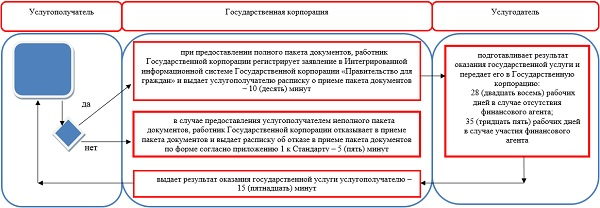 Услугополучатель
Государственная корпорация
Услугодатель
при предоставлении полного пакета документов, работник
Государственной корпорации регистрирует заявление в Интегрированной
информационной системе Государственной корпорации «Правительство для
граждан» и выдает услугополучателю расписку о приеме пакета документов
– 10 (десять) минут
да
нет
в случае предоставления услугополучателем неполного пакета
документов, работник Государственной корпорации отказывает в приеме
пакета документов и выдает расписку об отказе в приеме пакета документов
по форме согласно приложению 1 к Стандарту – 5 (пять) минут
выдает результат оказания государственной услуги услугополучателю –
15 (пятнадцать) минут
подготавливает результат
оказания государственной услуги и
передает его в Государственную
корпорацию:
28 (двадцать восемь) рабочих
дней в случае отсутствия
финансового агента;
35 (тридцать пять) рабочих дней
в случае участия финансового
агента